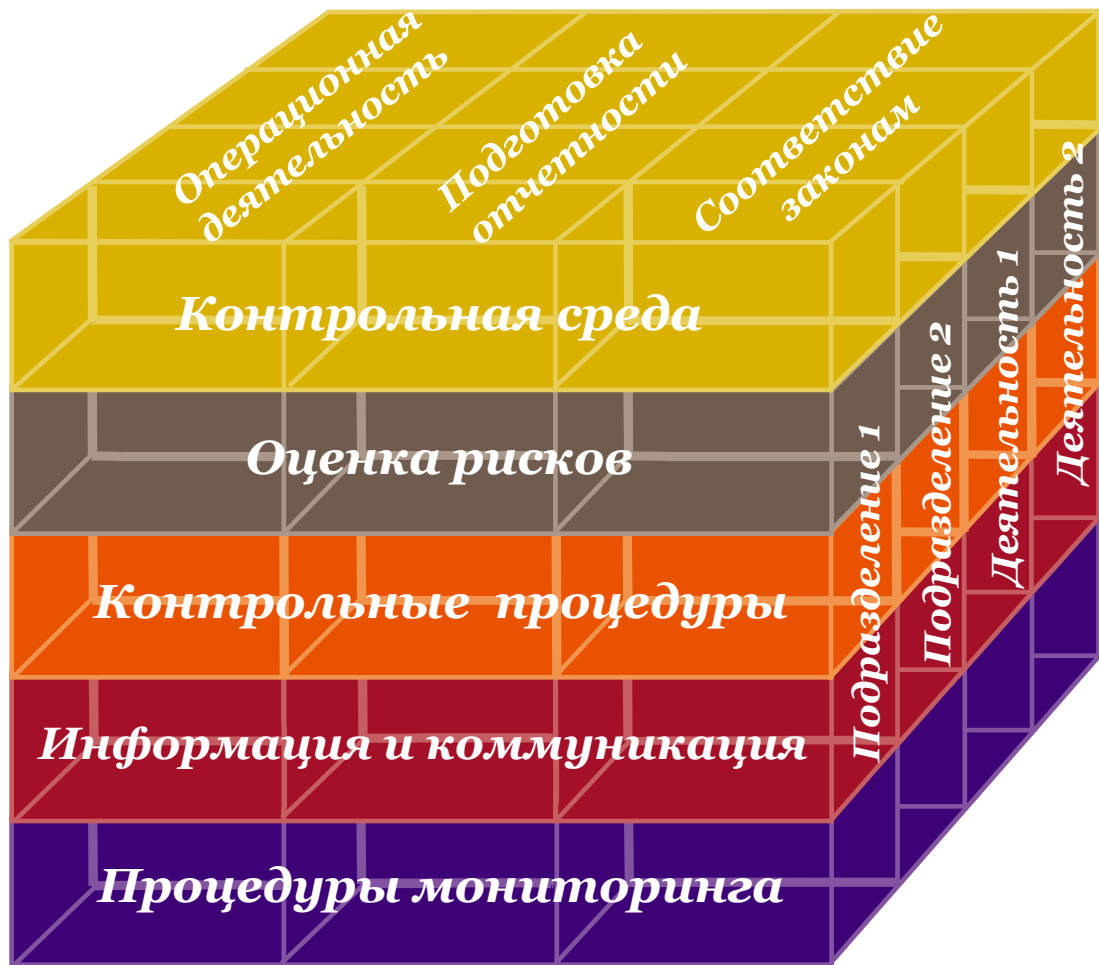 Операционная
деятельность
Подготовка
отчетности
Соответствие
законам
Контрольная среда
Оценка рисков
Контрольные процедуры
Информация и коммуникация
Процедуры мониторинга
Подразделение 1
Подразделение 2
Деятельность 1
Деятельность 2